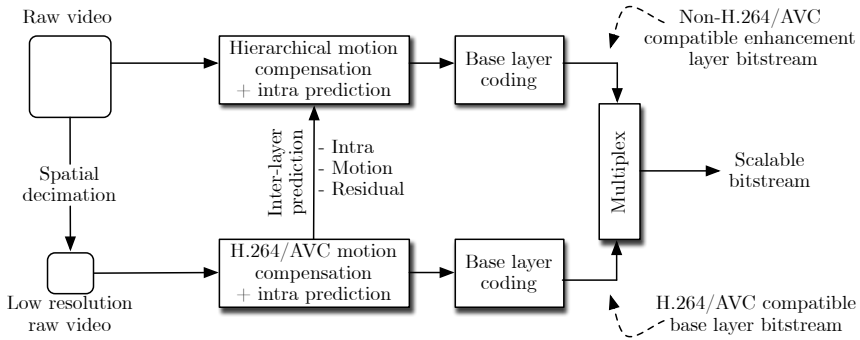 Raw video
Hierarchical motion
compensation
+ intra prediction
Base layer
coding
Non-H.264/AVC
compatible enhancement
layer bitstream
Spatial
decimation
Inter-layer
prediction
- Intra
- Motion
- Residual
Multiplex
Scalable
bitstream
Low resolution
raw video
H.264/AVC motion
compensation
+ intra prediction
Base layer
coding
H.264/AVC compatible
base layer bitstream